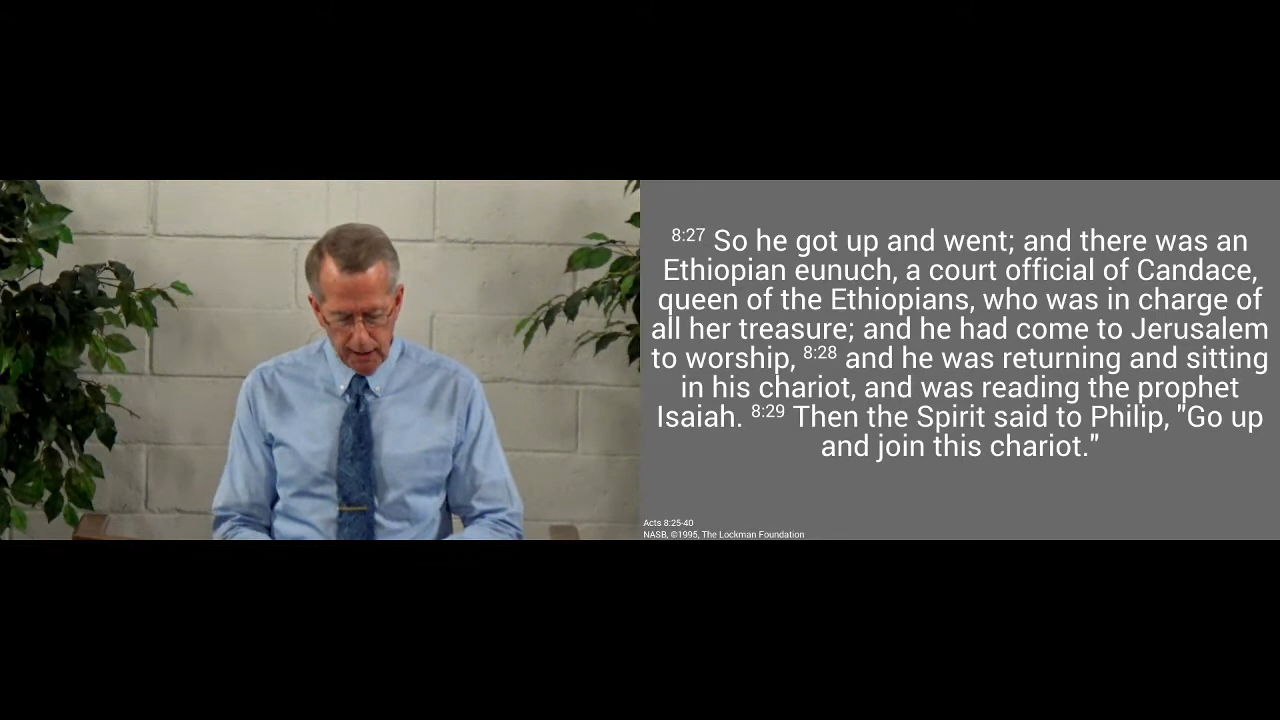 8:27 So he got up and went; and there was an
Ethiopian eunuch, a court official of Candace,
queen of the Ethiopians, who was in charge of
all her treasure; and he had come to Jerusalem
to worship, 8:28 and he was returning and sitting
in his chariot, and was reading the prophet
Isaiah. 8:29 Then the Spirit said to Philip, "Go up
and join this chariot."
Acts 8:25-40
NASB, ©1995, The Lockman Foundation